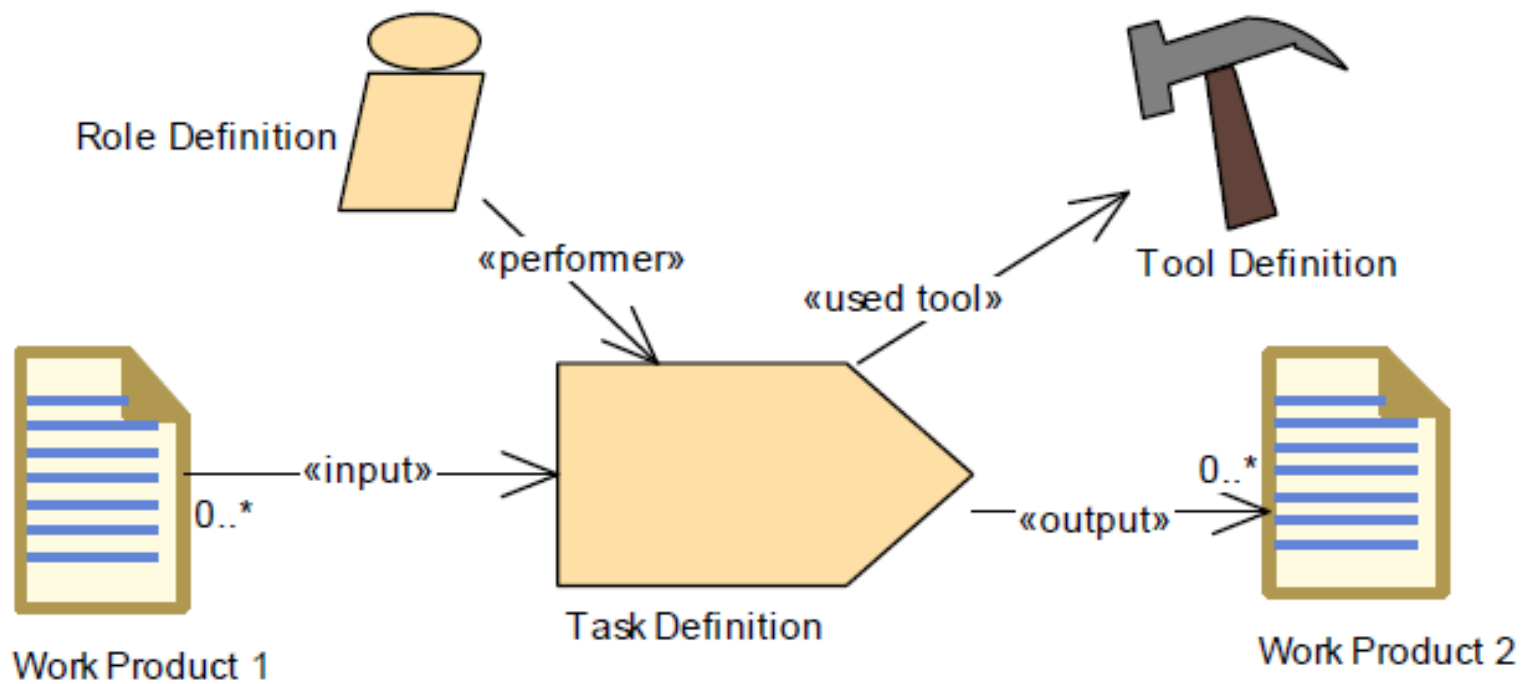 Role Definition
«performer»
«used tool»
Tool Definition
«input»
0..*
0..*
«output»
Task Definition
Work Product 1
Work Product 2